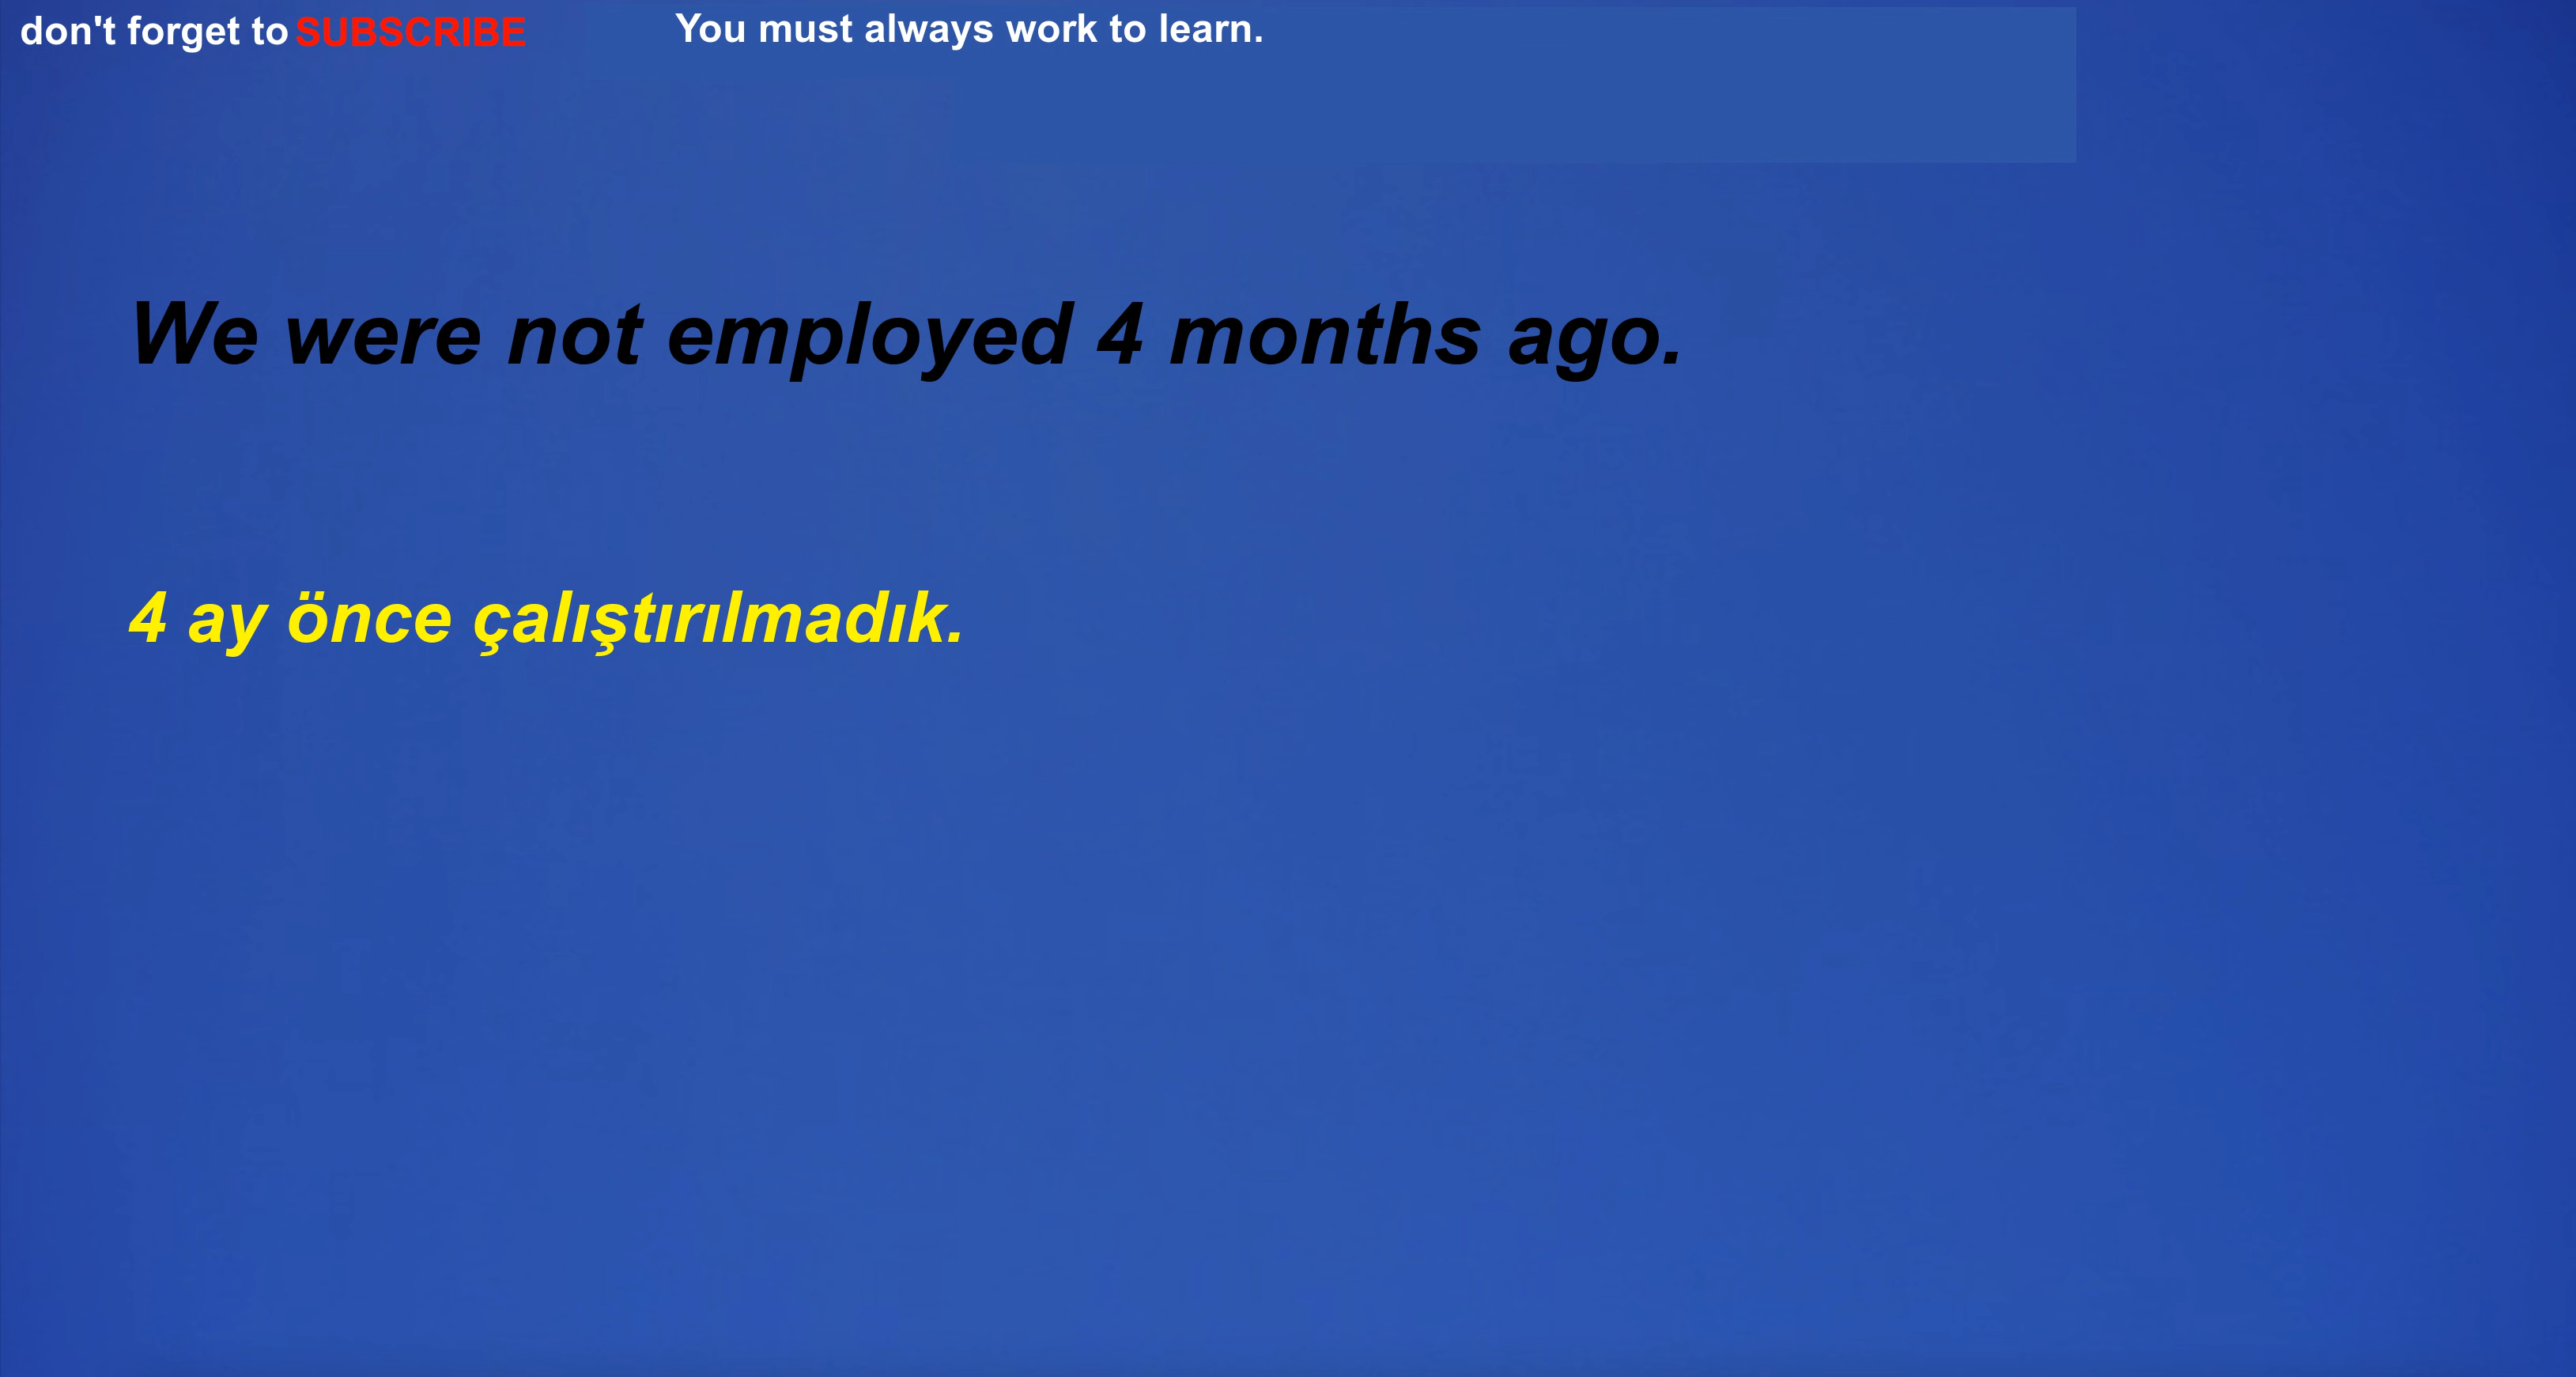 don't forget to SUBSCRIBE You must always work to learn.
We were not employed 4 months ago.
4 ay önce çalıştırılmadık.